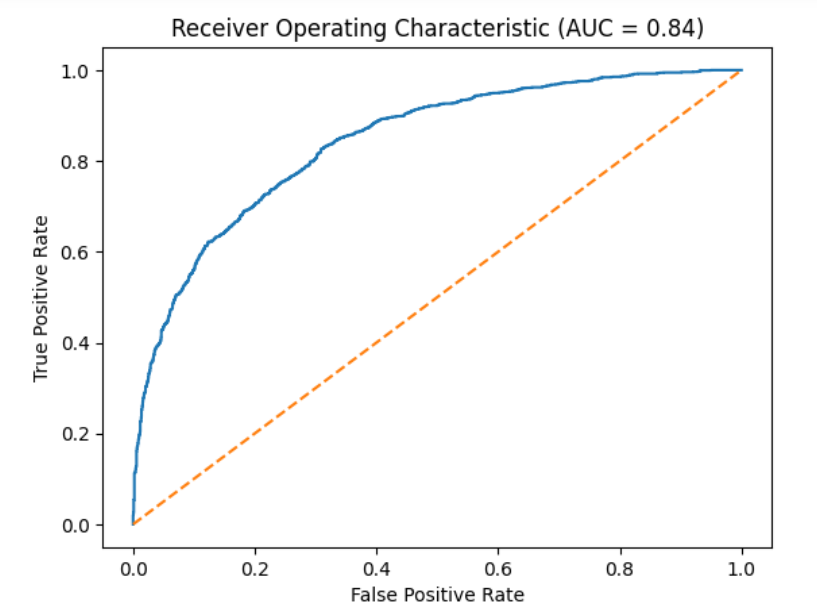 Receiver Operating Characteristic (AUC = 0.84)
1.0
0.8
0.6
0.4
0.2
0.0
True Positive Rate
0.0 0.2 0.4 0.6 0.8 1.0
False Positive Rate